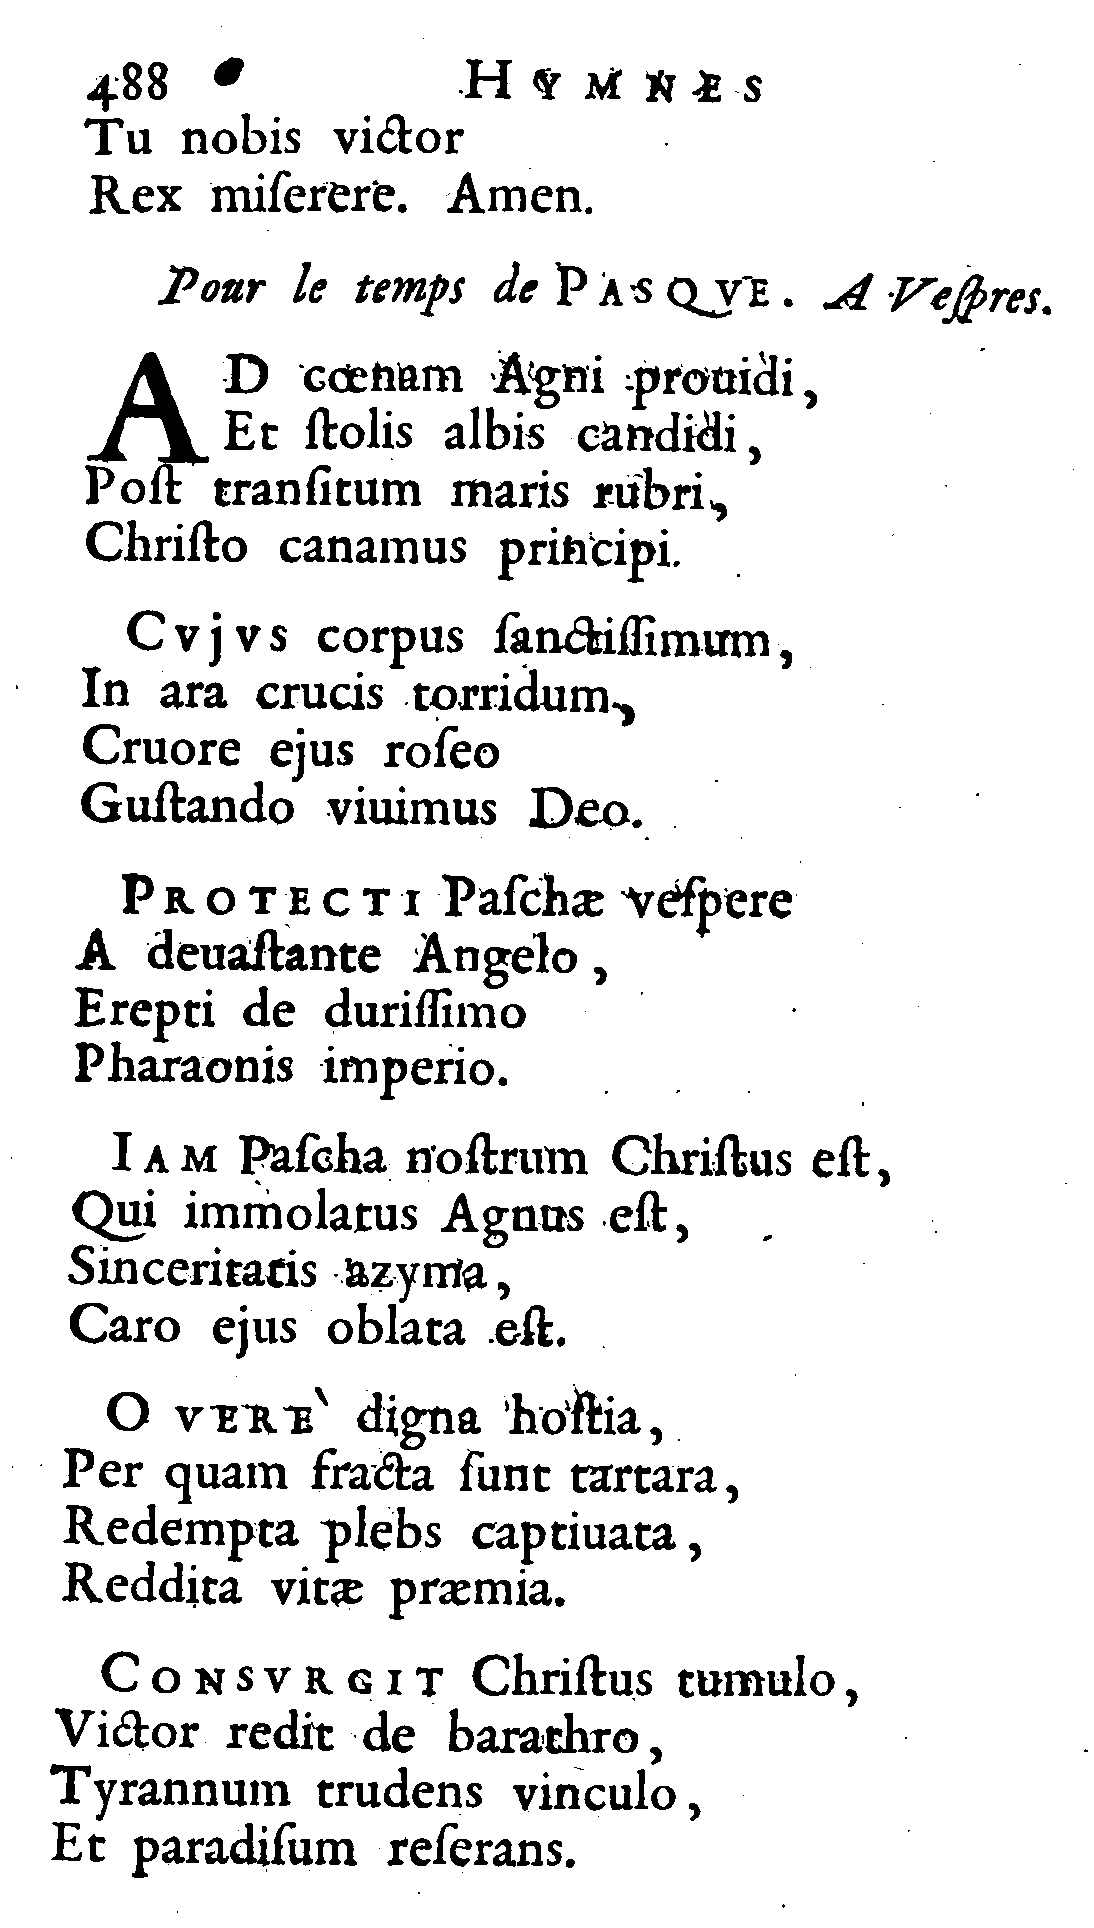 488 HYMNES
Tu nobis victor
Rex miſerere. Amen.
Pour le temps de PASQVE. A Veſpres.
AD cœnam Agni prouidi,
Et ſtolis albis candidi,
Poſt tranſitum maris rubri,
Chriſto canamus principi.
CVjVS corpus ſanctiſſimum,
In ara crucis torridum,
Cruore ejus roſeo
Guſtando viuimus Deo.
PROTECTI Paſchæ veſpere
A deuaſtante Angelo,
Erepti de duriſſimo
Pharaonis imperio.
IAM Paſcha noſtrum Chriſtus eſt,
Qui immolatus Agnus eſt,
Sinceritatis azyma,
Caro ejus oblata eſt.
O VERÈ digna hoſtia,
Per quam fracta ſunt tartara,
Redempta plebs captiuata,
Reddita vitæ præmia.
CONSVRGIT Chriſtus tumulo,
Victor redit de barathro,
Tyrannum trudens vinculo,
Et paradiſum reſerans.